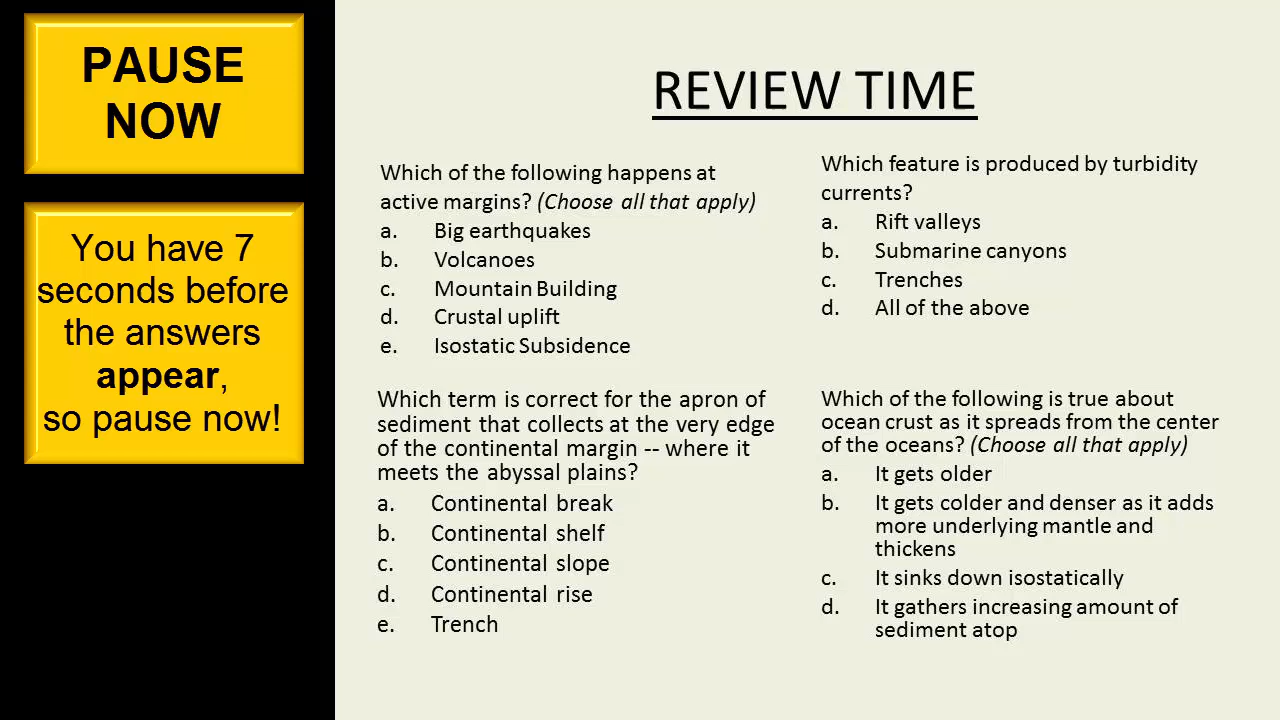 PAUSE
NOW
You have 7
seconds before
the answers
appear,
so pause now!
REVIEW TIME
Which of the following happens at
active margins? (Choose all that apply)
a. Big earthquakes
b. Volcanoes
c. Mountain Building
d. Crustal uplift
e. Isostatic Subsidence
Which term is correct for the apron of
sediment that collects at the very edge
of the continental margin -- where it
meets the abyssal plains?
a. Continental break
b. Continental shelf
c. Continental slope
d. Continental rise
e. Trench
Which feature is produced by turbidity
currents?
a. Rift valleys
b. Submarine canyons
c. Trenches
d. All of the above
Which of the following is true about
ocean crust as it spreads from the center
of the oceans? (Choose all that apply)
a. It gets older
b. It gets colder and denser as it adds
more underlying mantle and
thickens
c. It sinks down isostatically
d. It gathers increasing amount of
sediment atop